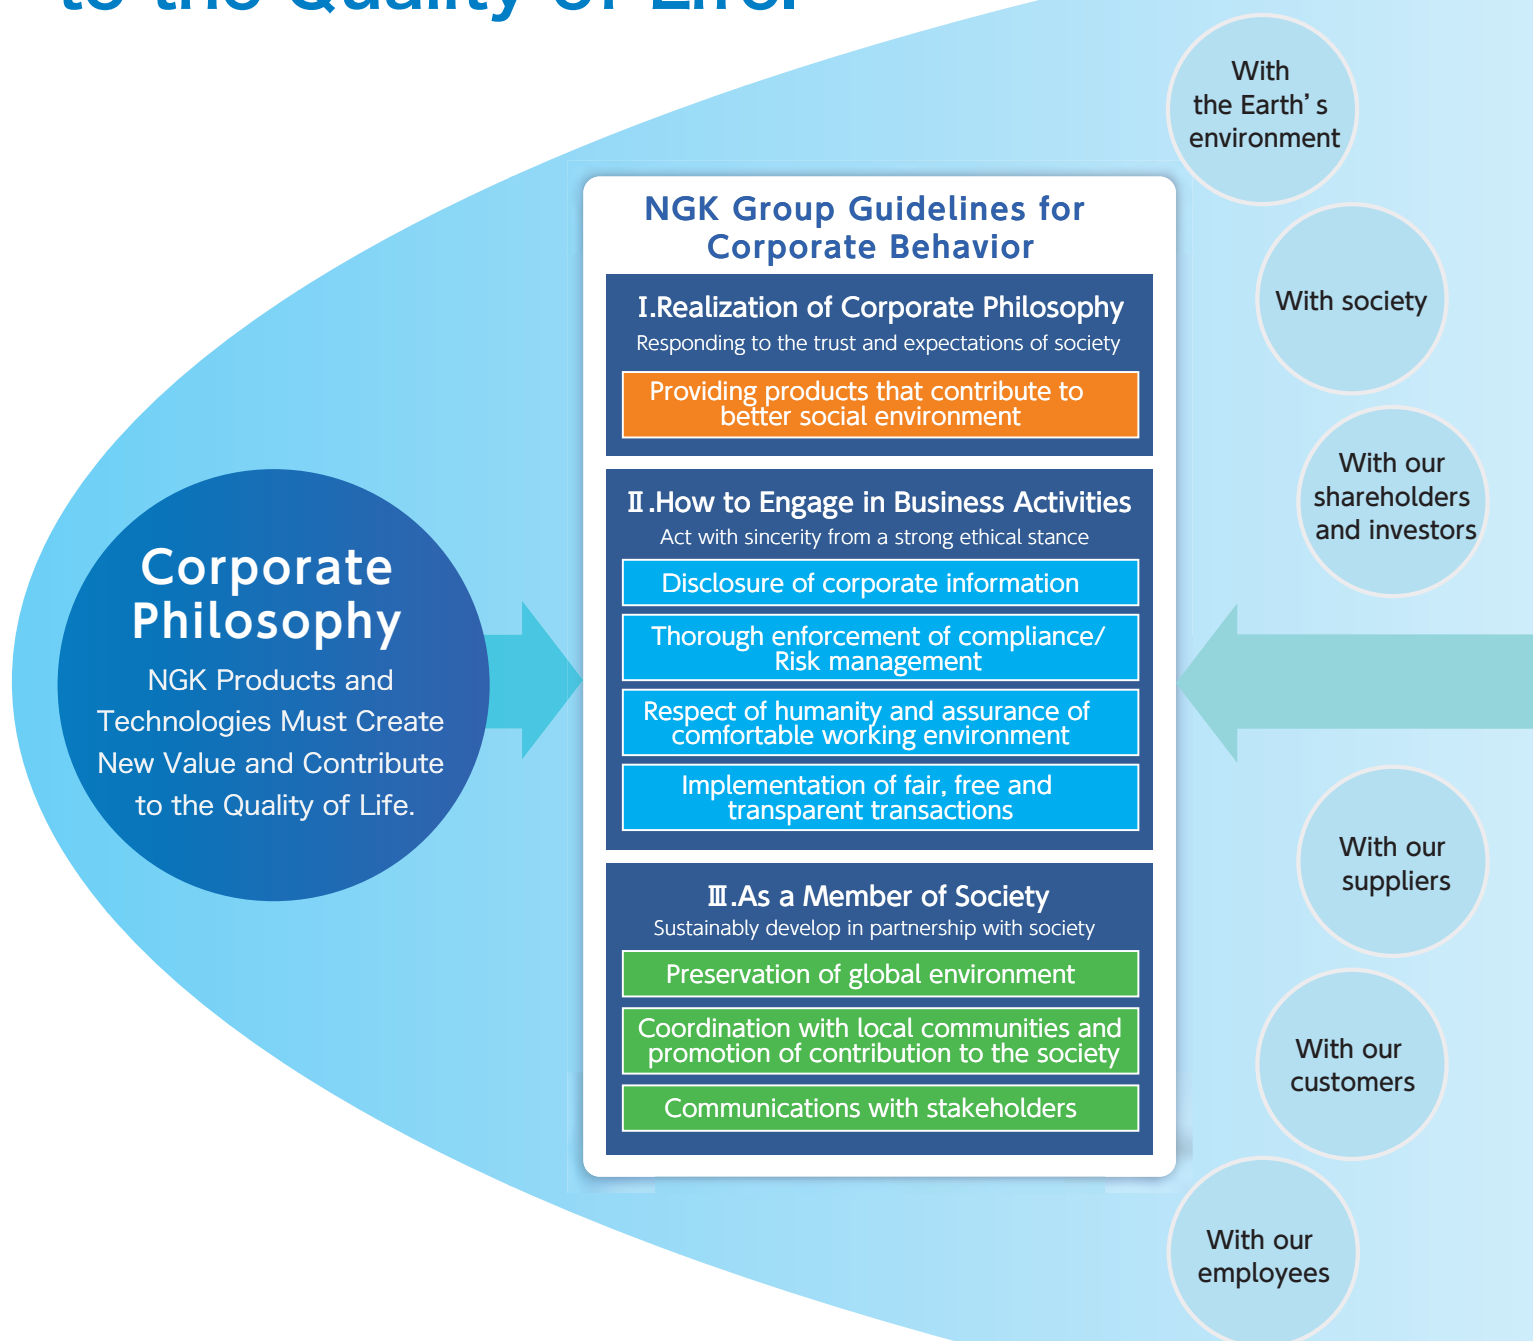 to the Quality of Life.
With
the Earth’s
environment
NGK Group Guidelines for
Corporate Behavior
Ⅰ.Realization of Corporate Philosophy
Responding to the trust and expectations of society
Providing products that contribute to
better social environment
With society
With our
shareholders
and investors
Ⅱ.How to Engage in Business Activities
Act with sincerity from a strong ethical stance
Disclosure of corporate information
Thorough enforcement of compliance/
Risk management
Respect of humanity and assurance of
comfortable working environment
Implementation of fair, free and
transparent transactions
Corporate
Philosophy
NGK Products and
Technologies Must Create
New Value and Contribute
to the Quality of Life.
Ⅲ.As a Member of Society
Sustainably develop in partnership with society
Preservation of global environment
Coordination with local communities and
promotion of contribution to the society
Communications with stakeholders
With our
suppliers
With our
customers
With our
employees